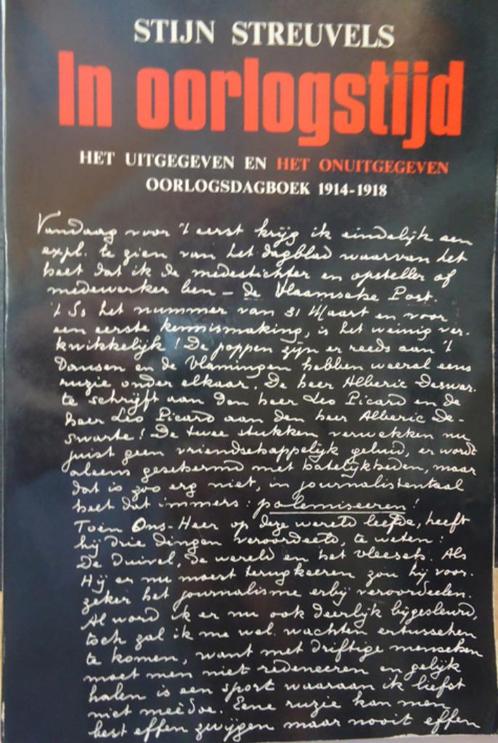 STIJN STREUVELS
In oorlogstijd
HET UITGEGEVEN EN HET ONUITGEGEVEN
OORLOGSDAGBOEK 1914-1918
Vandaag voor 't eerst krijg ik eindelijk een
expl. te zien van het dagblad waarvan het
heet dat ik de medestichter en opsteller of
medewerker ben — de Vlaamsche Post.
't Is het nummer van 31 Maart en voor
een eerste kennismaking, is het weinig ver-
kwikkelijk! De poppen zijn er reeds aan 't
dansen en de Vlamingen hebben weeral eens
ruzie onder elkaar. De heer Alberic Deswar-
te schrijft aan den heer Leo Picard en de
heer Leo Picard aan den heer Alberic De-
swarte! De twee stukken verwekken nu
juist geen vriendschappelijk geluid, er wordt
alleens geschermd met hatelijkheden, maar
dat is zoo erg niet, in journalistentaal
heet dat immers: polemiseeren!
Toen Ons-Heer op deze wereld leefde, heeft
hij drie dingen veroordeeld, te weten:
De duivel, de wereld en het vleesch. Als
Hij er nu moest terugkeeren zou hij voor-
zeker het journalisme erbij veroordeelen.
Al word ik er nu ook deerlijk bijgesleurd,
toch zal ik me wel wachten ertusschen
te komen, want met driftige menschen
moet men niet redeneeren en gelijk
halen is een sport waaraan ik liefst
niet meêdoe. Eene ruzie kan men
best effen zwijgen maar nooit effen